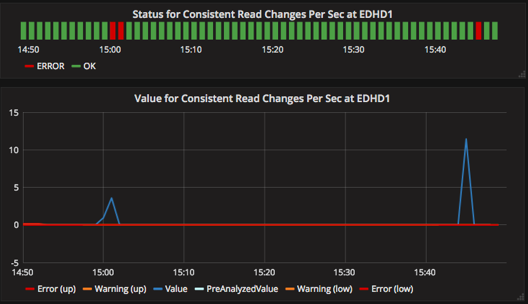 Status for Consistent Read Changes Per Sec at EDHD1
14:50 15:00 15:10 15:20 15:30 15:40
ERROR OK
Value for Consistent Read Changes Per Sec at EDHD1
15
10
5
0
-5
14:50 15:00 15:10 15:20 15:30 15:40
Error (up) Warning (up) Value PreAnalyzedValue Warning (low) Error (low)